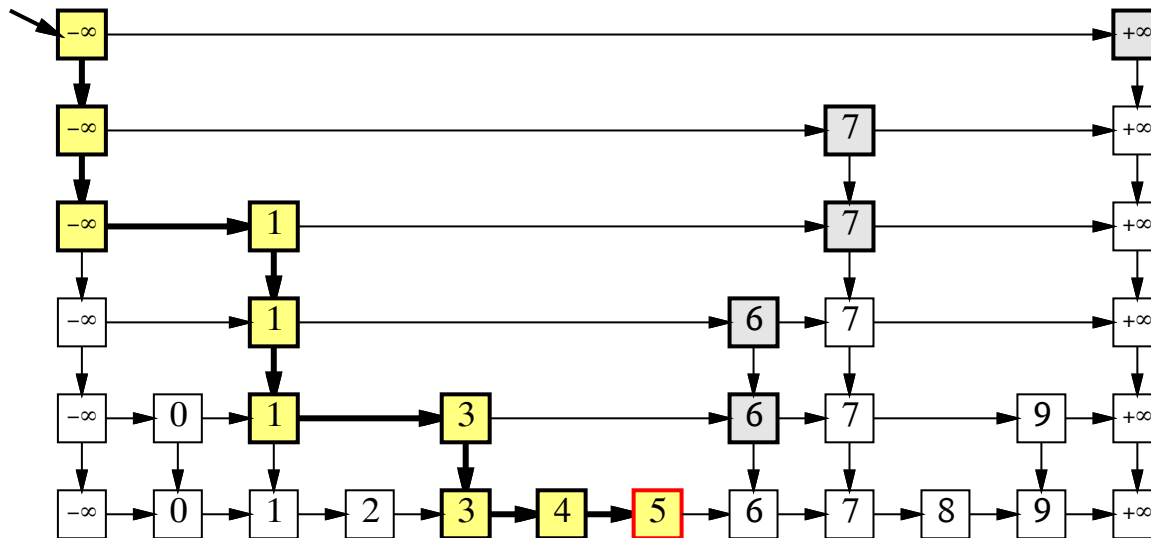 −∞ +∞
−∞ 7 +∞
−∞ 1 7 +∞
−∞ 1 6 7 +∞
−∞ 0 1 3 6 7 9 +∞
−∞ 0 1 2 3 4 5 6 7 8 9 +∞